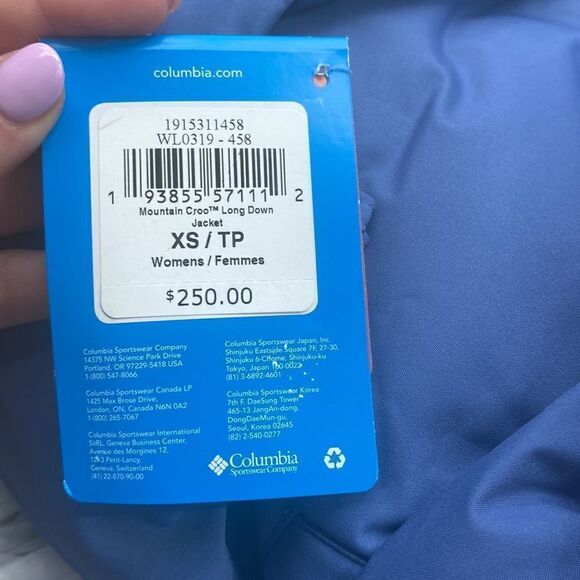 columbia.com
1915311458
WL0319 - 458
1 93855 57111 2
Mountain Croo™ Long Down
Jacket
XS / TP
Womens / Femmes
$250.00
Columbia Sportswear Company
14375 NW Science Park Drive
Portland, OR 97229-5418 USA
1-(800) 547-8066
Columbia Sportswear Canada LP
1425 Max Brose Drive,
London, ON, Canada N6N 0A2
1-(800) 265-7067
Columbia Sportswear International
SàRL, Geneva Business Center,
Avenue des Morgines 12,
1213 Petit-Lancy,
Geneva, Switzerland
(41) 22-870-90-00
Columbia Sportswear Japan, Inc.
Shinjuku Eastside Square 7F, 27-30,
Shinjuku 6-Chome, Shinjuku-ku
Tokyo, Japan 160-0022
(81) 3-6892-4601
Columbia Sportswear Korea
7th F. DaeSung Tower
465-13 JangAn-dong,
DongDaeMun-gu,
Seoul, Korea 02645
(82) 2-540-0277
Columbia
Sportswear Company